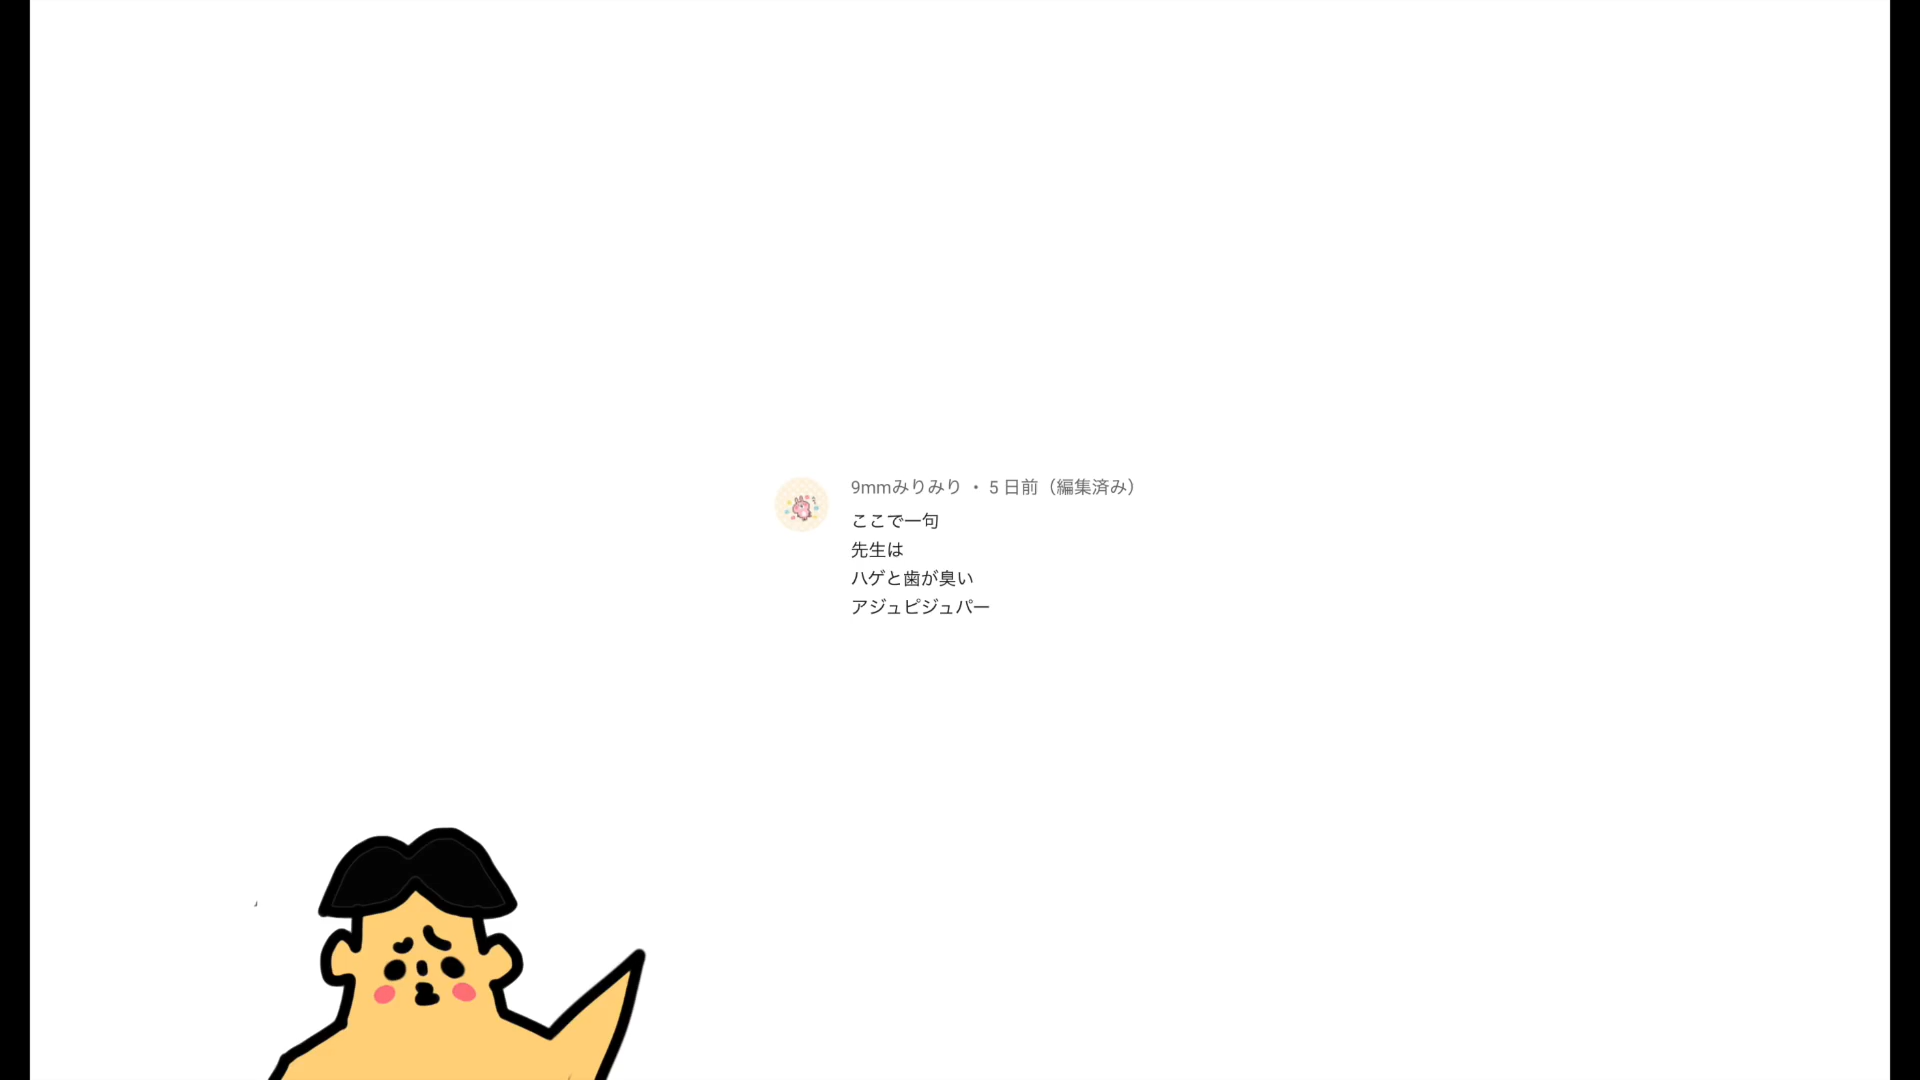 9mmみりみり ・ 5 日前（編集済み）
ここで一句
先生は
ハゲと歯が臭い
アジュピジュパー